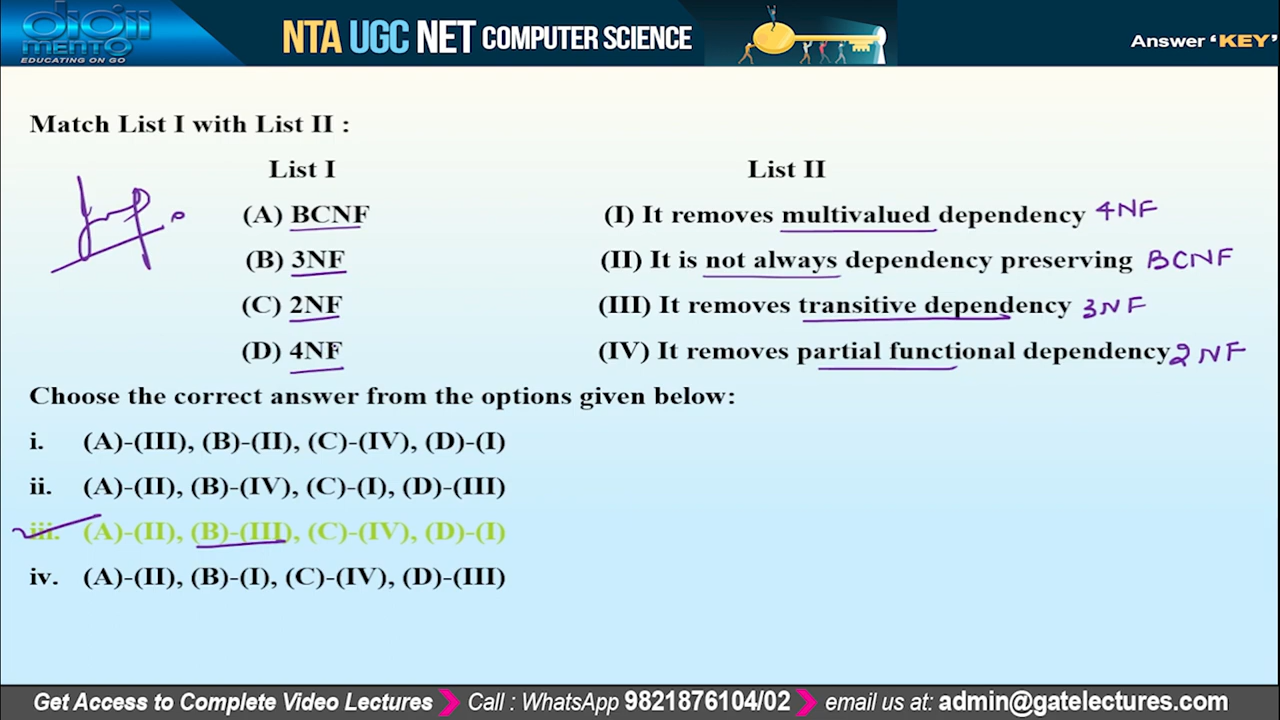 digii
MENTO
EDUCATING ON GO
NTA UGC NET COMPUTER SCIENCE
Answer ‘KEY’
Match List I with List II :
List I List II
Imp.
(A) BCNF (I) It removes multivalued dependency 4NF
(B) 3NF (II) It is not always dependency preserving BCNF
(C) 2NF (III) It removes transitive dependency 3NF
(D) 4NF (IV) It removes partial functional dependency 2NF
Choose the correct answer from the options given below:
i. (A)-(III), (B)-(II), (C)-(IV), (D)-(I)
ii. (A)-(II), (B)-(IV), (C)-(I), (D)-(III)
iii. (A)-(II), (B)-(III), (C)-(IV), (D)-(I)
iv. (A)-(II), (B)-(I), (C)-(IV), (D)-(III)
Get Access to Complete Video Lectures Call : WhatsApp 9821876104/02 email us at: admin@gatelectures.com